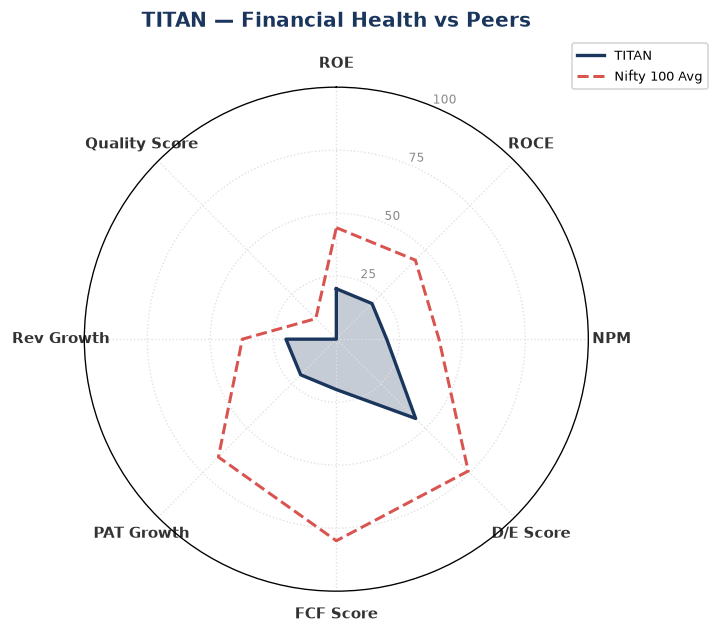 TITAN — Financial Health vs Peers
TITAN
Nifty 100 Avg
ROE
100
Quality Score
ROCE
75
50
25
Rev Growth
NPM
PAT Growth
D/E Score
FCF Score